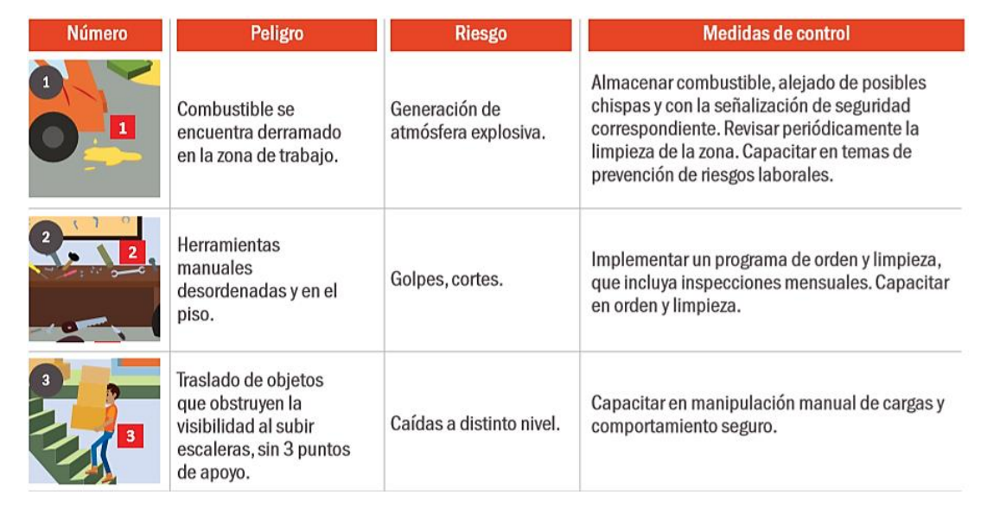 Número
Peligro
Riesgo
Medidas de control
1
1
Combustible se
encuentra derramado
en la zona de trabajo.
Generación de
atmósfera explosiva.
Almacenar combustible, alejado de posibles
chispas y con la señalización de seguridad
correspondiente. Revisar periódicamente la
limpieza de la zona. Capacitar en temas de
prevención de riesgos laborales.
2
2
Herramientas
manuales
desordenadas y en el
piso.
Golpes, cortes.
Implementar un programa de orden y limpieza,
que incluya inspecciones mensuales. Capacitar
en orden y limpieza.
3
3
Traslado de objetos
que obstruyen la
visibilidad al subir
escaleras, sin 3 puntos
de apoyo.
Caídas a distinto nivel.
Capacitar en manipulación manual de cargas y
comportamiento seguro.